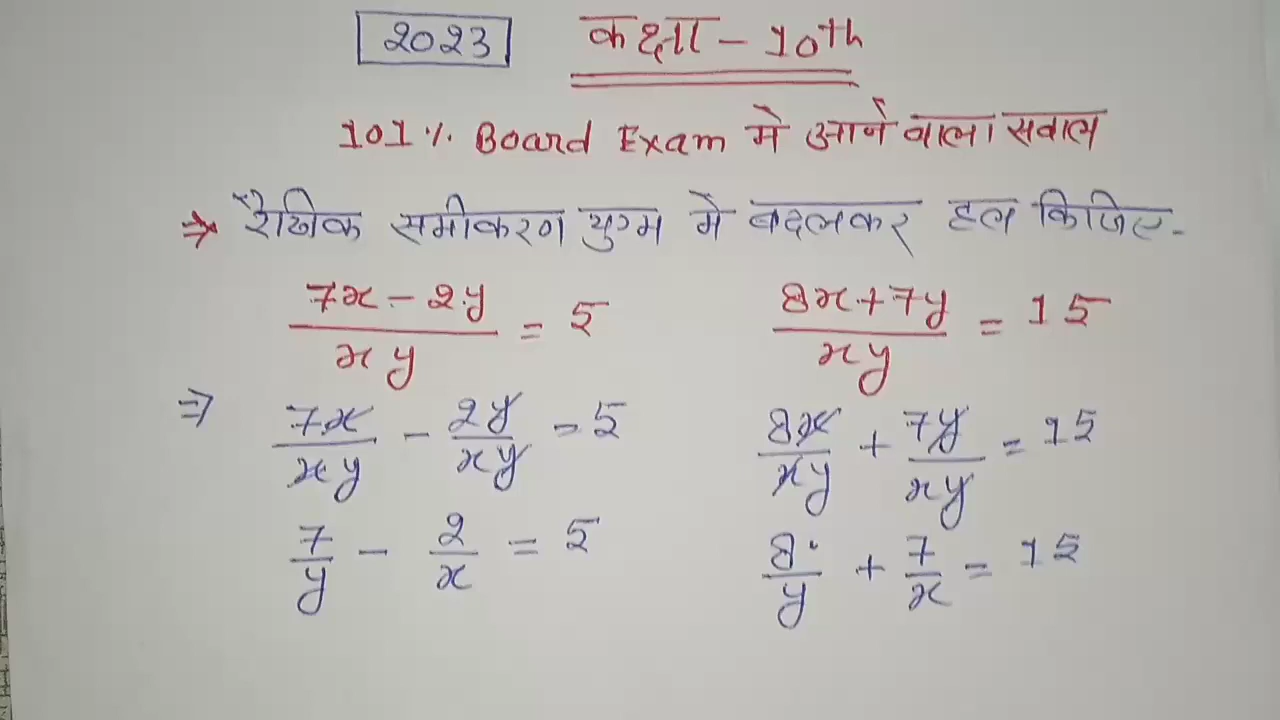 2023 कक्षा - 10th
101% Board Exam मे आने वाला सवाल
⇒ रैखिक समीकरण युग्म मे बदलकर हल किजिए -
(7x - 2y)/(xy) = 5 (8x + 7y)/(xy) = 15
⇒ 7x/(xy) - 2y/(xy) = 5 8x/(xy) + 7y/(xy) = 15
7/y - 2/x = 5 8/y + 7/x = 15